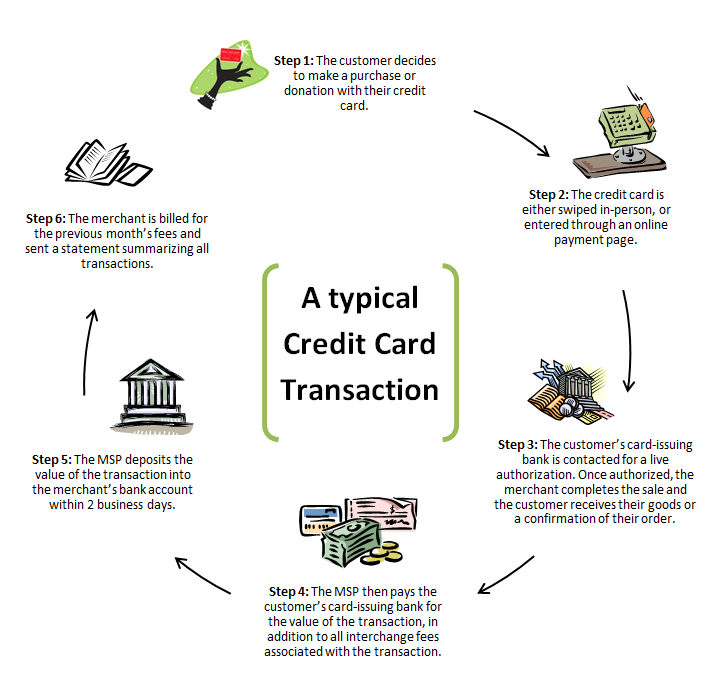 Step 1: The customer decides
to make a purchase or
donation with their credit
card.
Step 2: The credit card is
either swiped in-person, or
entered through an online
payment page.
Step 3: The customer's card-issuing
bank is contacted for a live
authorization. Once authorized, the
merchant completes the sale and
the customer receives their goods or
a confirmation of their order.
Step 4: The MSP then pays the
customer's card-issuing bank for
the value of the transaction, in
addition to all interchange fees
associated with the transaction.
Step 5: The MSP deposits the
value of the transaction into
the merchant's bank account
within 2 business days.
Step 6: The merchant is billed for
the previous month's fees and
sent a statement summarizing all
transactions.
A typical
Credit Card
Transaction